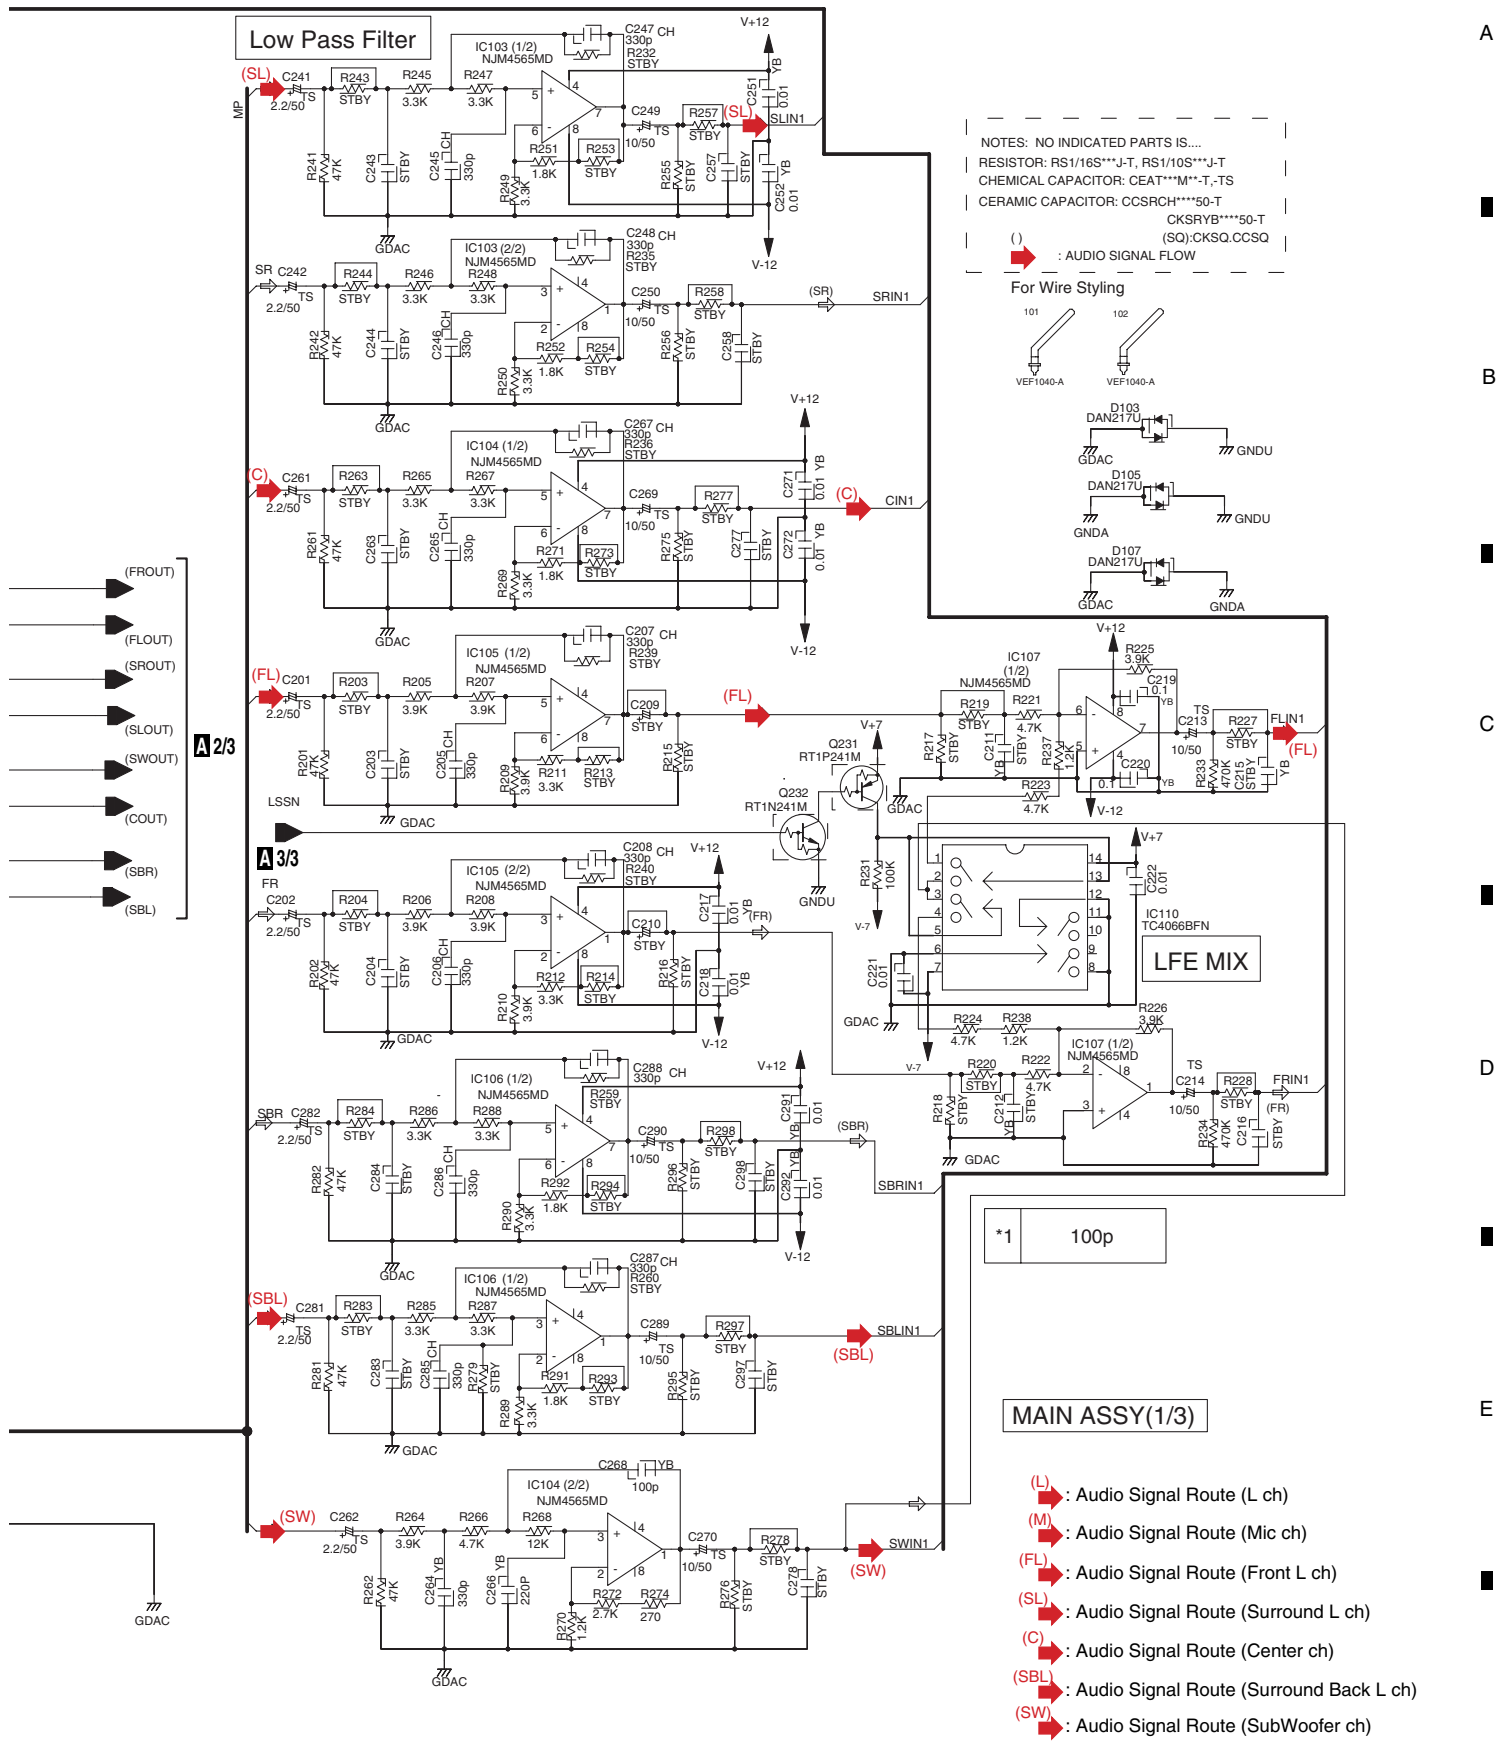 Low Pass Filter
A
MP
(SL)
C241
TS
2.2/50
R243
STBY
R245
3.3K
R247
3.3K
IC103 (1/2)
NJM4565MD
C247 CH
330p
R232
STBY
V+12
R241
47K
C243
STBY
C245 CH
330p
R249
3.3K
R251
1.8K
R253
STBY
C249
TS
10/50
R257
STBY
(SL)
SLIN1
R255
STBY
C257
STBY
C251
YB
0.01
C252
YB
0.01
V-12
GDAC
NOTES: NO INDICATED PARTS IS....
RESISTOR: RS1/16S***J-T, RS1/10S***J-T
CHEMICAL CAPACITOR: CEAT***M**-T,-TS
CERAMIC CAPACITOR: CCSRCH****50-T
CKSRYB****50-T
( ) (SQ):CKSQ.CCSQ
: AUDIO SIGNAL FLOW
For Wire Styling
101
102
VEF1040-A
VEF1040-A
B
SR
C242
TS
2.2/50
R244
STBY
R246
3.3K
R248
3.3K
IC103 (2/2)
NJM4565MD
C248 CH
330p
R235
STBY
R242
47K
C244
STBY
C246 CH
330p
R250
3.3K
R252
1.8K
R254
STBY
C250
TS
10/50
R258
STBY
R256
STBY
C258
STBY
(SR)
SRIN1
GDAC
D103
DAN217U
GDAC
GNDU
D105
DAN217U
GNDA
GNDU
D107
DAN217U
GDAC
GNDA
(C)
C261
TS
2.2/50
R263
STBY
R265
3.3K
R267
3.3K
IC104 (1/2)
NJM4565MD
C267 CH
330p
R236
STBY
V+12
R261
47K
C263
STBY
C265 CH
330p
R269
3.3K
R271
1.8K
R273
STBY
C269
TS
10/50
R277
STBY
R275
STBY
C277
STBY
C271
0.01 YB
C272
0.01 YB
(C)
CIN1
V-12
GDAC
(FROUT)
(FLOUT)
(SROUT)
(SLOUT)
(SWOUT)
(COUT)
(SBR)
(SBL)
A 2/3
(FL)
C201
TS
2.2/50
R203
STBY
R205
3.9K
R207
3.9K
IC105 (1/2)
NJM4565MD
C207 CH
330p
R239
STBY
R201
47K
C203
STBY
C205 CH
330p
R209
3.9K
R211
3.3K
R213
STBY
C209
STBY
R215
STBY
(FL)
GDAC
C
IC107
(1/2)
NJM4565MD
V+12
R225
3.9K
C219
0.1
YB
R219
STBY
R221
4.7K
R217
STBY
C211
STBY
YB
R237
1.2K
R223
4.7K
C220
0.1
YB
V-12
TS
C213
10/50
R227
STBY
R233
470K
C215
STBY
YB
FLIN1
(FL)
GDAC
LSSN
A 3/3
Q231
RT1P241M
V+7
Q232
RT1N241M
GNDU
R231
100K
V-7
V+7
C222
0.01
C221
0.01
IC110
TC4066BFN
LFE MIX
GDAC
V-7
FR
C202
2.2/50
R204
STBY
R206
3.9K
R208
3.9K
IC105 (2/2)
NJM4565MD
C208 CH
330p
R240
STBY
V+12
R202
47K
C204
STBY
C206 CH
330p
R210
3.9K
R212
3.3K
R214
STBY
C210
STBY
R216
STBY
C217
0.01
YB
C218
0.01
YB
(FR)
V-12
GDAC
D
R224
4.7K
R238
1.2K
R226
3.9K
IC107 (1/2)
NJM4565MD
R220
STBY
R222
4.7K
R218
STBY
C212
STBY
YB
TS
C214
10/50
R228
STBY
R234
470K
C216
STBY
FRIN1
(FR)
GDAC
SBR
C282
TS
2.2/50
R284
STBY
R286
3.3K
R288
3.3K
IC106 (1/2)
NJM4565MD
C288
330p CH
R259
STBY
V+12
R282
47K
C284
STBY
C286 CH
330p
R290
3.3K
R292
1.8K
R294
STBY
C290
TS
10/50
R298
STBY
R296
STBY
C298
STBY
C291
YB
0.01
C292
YB
0.01
(SBR)
SBRIN1
V-12
GDAC
*1 100p
(SBL)
C281
TS
2.2/50
R283
STBY
R285
3.3K
R287
3.3K
IC106 (1/2)
NJM4565MD
C287 CH
330p
R260
STBY
R281
47K
C283
STBY
C285 CH
330p
R279
STBY
R289
3.3K
R291
1.8K
R293
STBY
C289
TS
10/50
R297
STBY
R295
STBY
C297
STBY
SBLIN1
(SBL)
GDAC
MAIN ASSY(1/3)
E
(SW)
C262
TS
2.2/50
R264
3.9K
R266
4.7K
R268
12K
IC104 (2/2)
NJM4565MD
C268 YB
100p
R262
47K
C264 YB
330p
C266 YB
220P
R270
1.2K
R272
2.7K
R274
270
C270
TS
10/50
R278
STBY
R276
STBY
C278
STBY
SWIN1
(SW)
GDAC
GDAC
(L) : Audio Signal Route (L ch)
(M) : Audio Signal Route (Mic ch)
(FL) : Audio Signal Route (Front L ch)
(SL) : Audio Signal Route (Surround L ch)
(C) : Audio Signal Route (Center ch)
(SBL) : Audio Signal Route (Surround Back L ch)
(SW) : Audio Signal Route (SubWoofer ch)